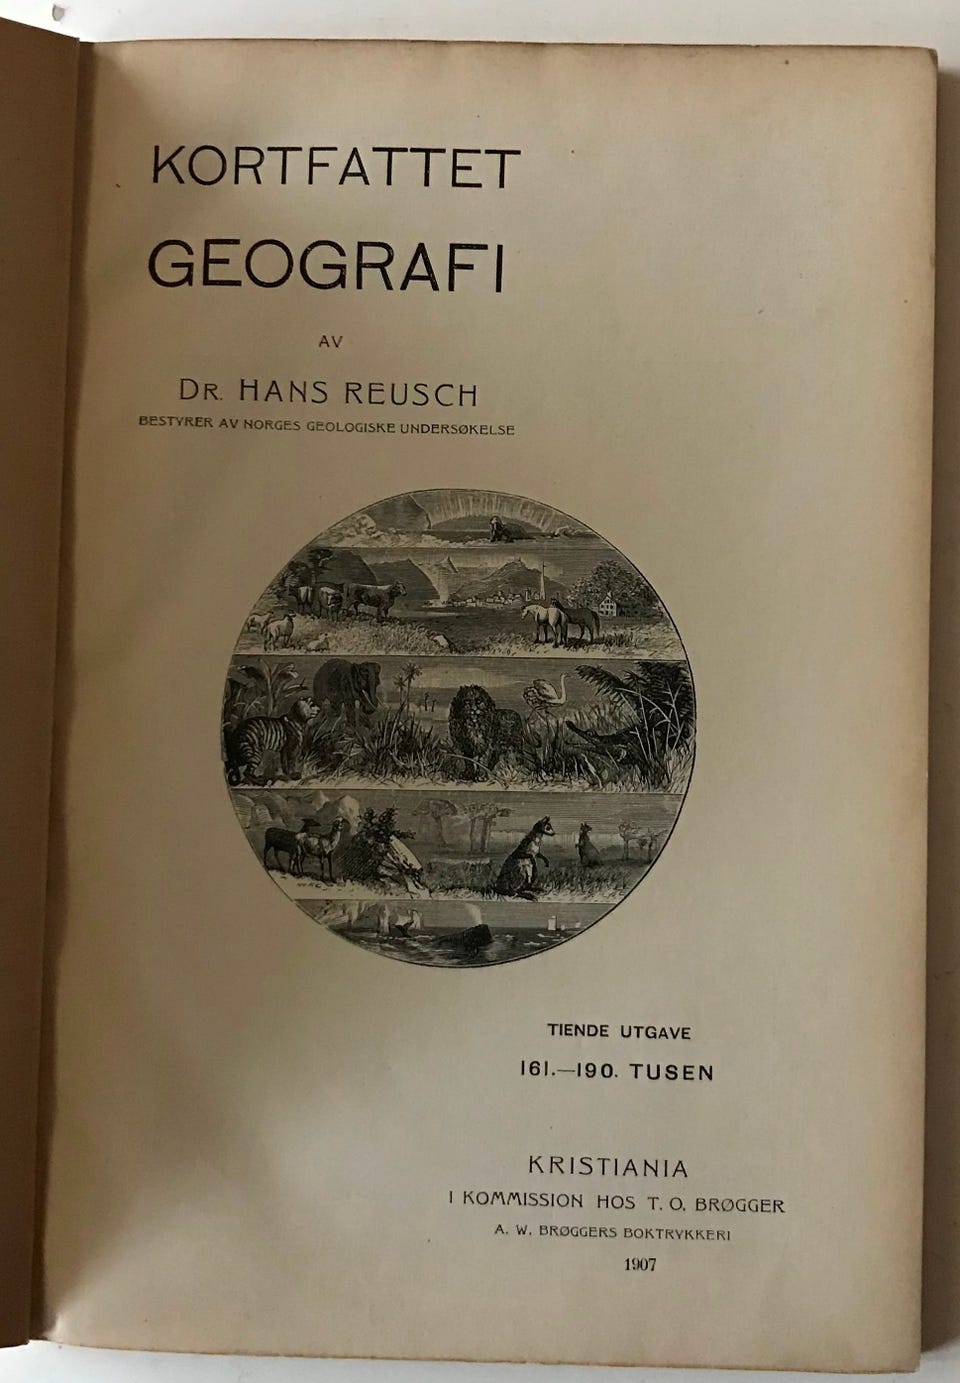 KORTFATTET
GEOGRAFI
AV
DR. HANS REUSCH
BESTYRER AV NORGES GEOLOGISKE UNDERSØKELSE
TIENDE UTGAVE
161.—190. TUSEN
KRISTIANIA
I KOMMISSION HOS T. O. BRØGGER
A. W. BRØGGERS BOKTRYKKERI
1907